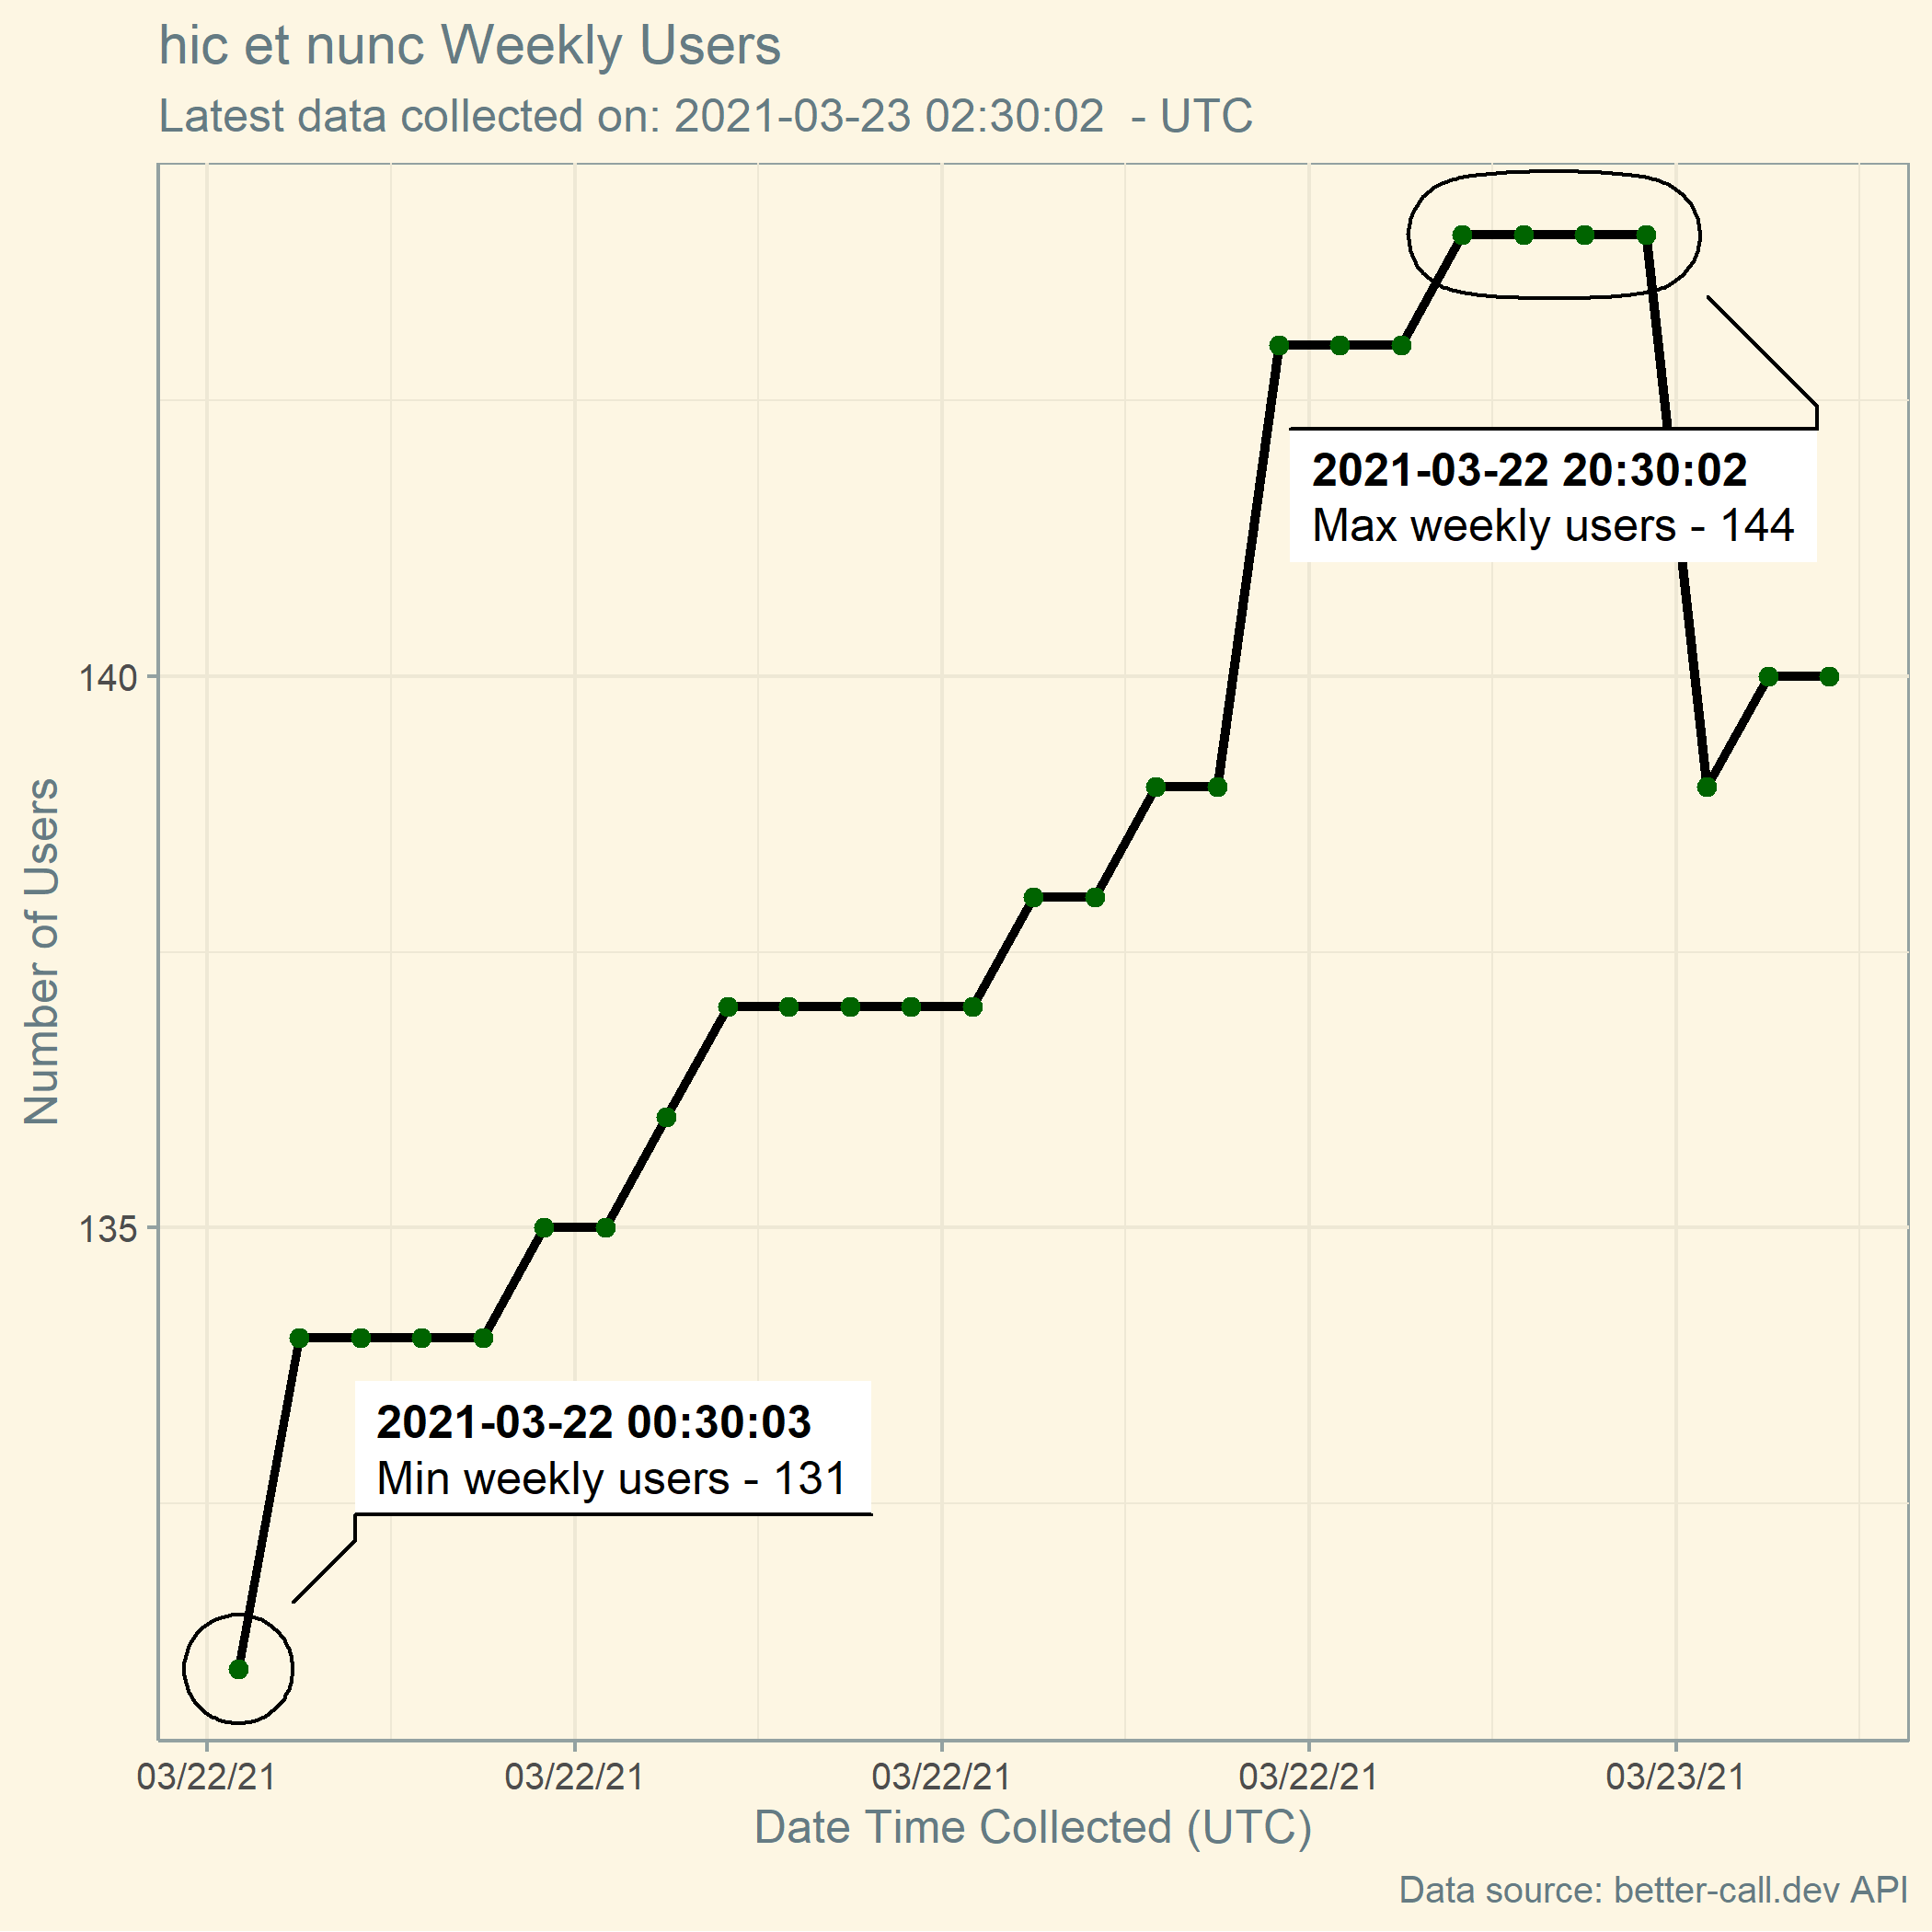 hic et nunc Weekly Users
Latest data collected on: 2021-03-23 02:30:02  - UTC
2021-03-22 20:30:02
Max weekly users - 144
140
Number of Users
135
2021-03-22 00:30:03
Min weekly users - 131
03/22/21 03/22/21 03/22/21 03/22/21 03/23/21
Date Time Collected (UTC)
Data source: better-call.dev API